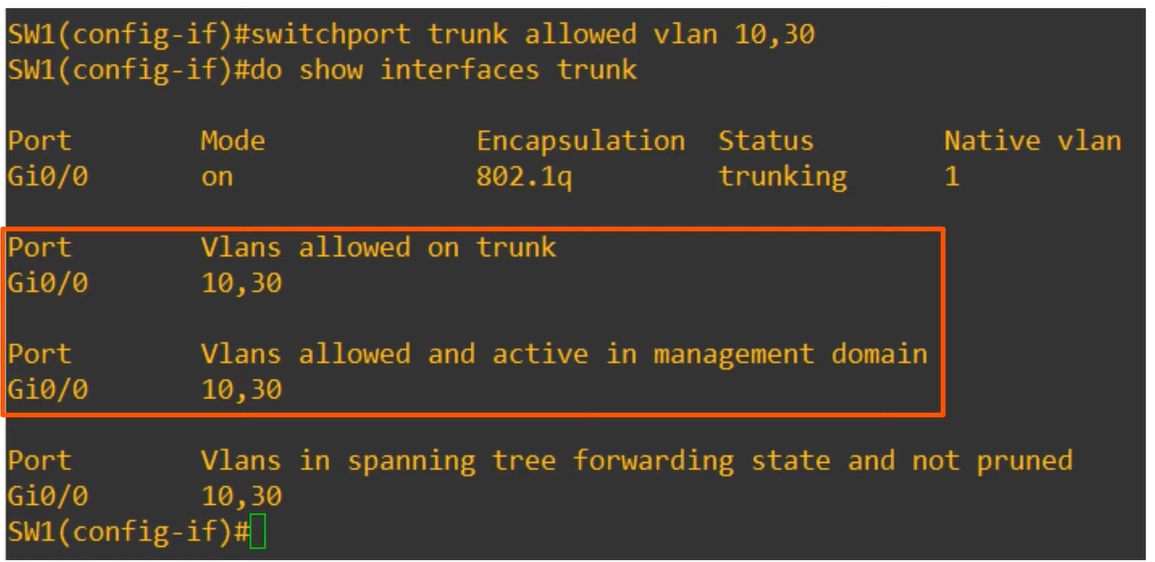 SW1(config-if)#switchport trunk allowed vlan 10,30
SW1(config-if)#do show interfaces trunk
Port Mode Encapsulation Status Native vlan
Gi0/0 on 802.1q trunking 1
Port Vlans allowed on trunk
Gi0/0 10,30
Port Vlans allowed and active in management domain
Gi0/0 10,30
Port Vlans in spanning tree forwarding state and not pruned
Gi0/0 10,30
SW1(config-if)#